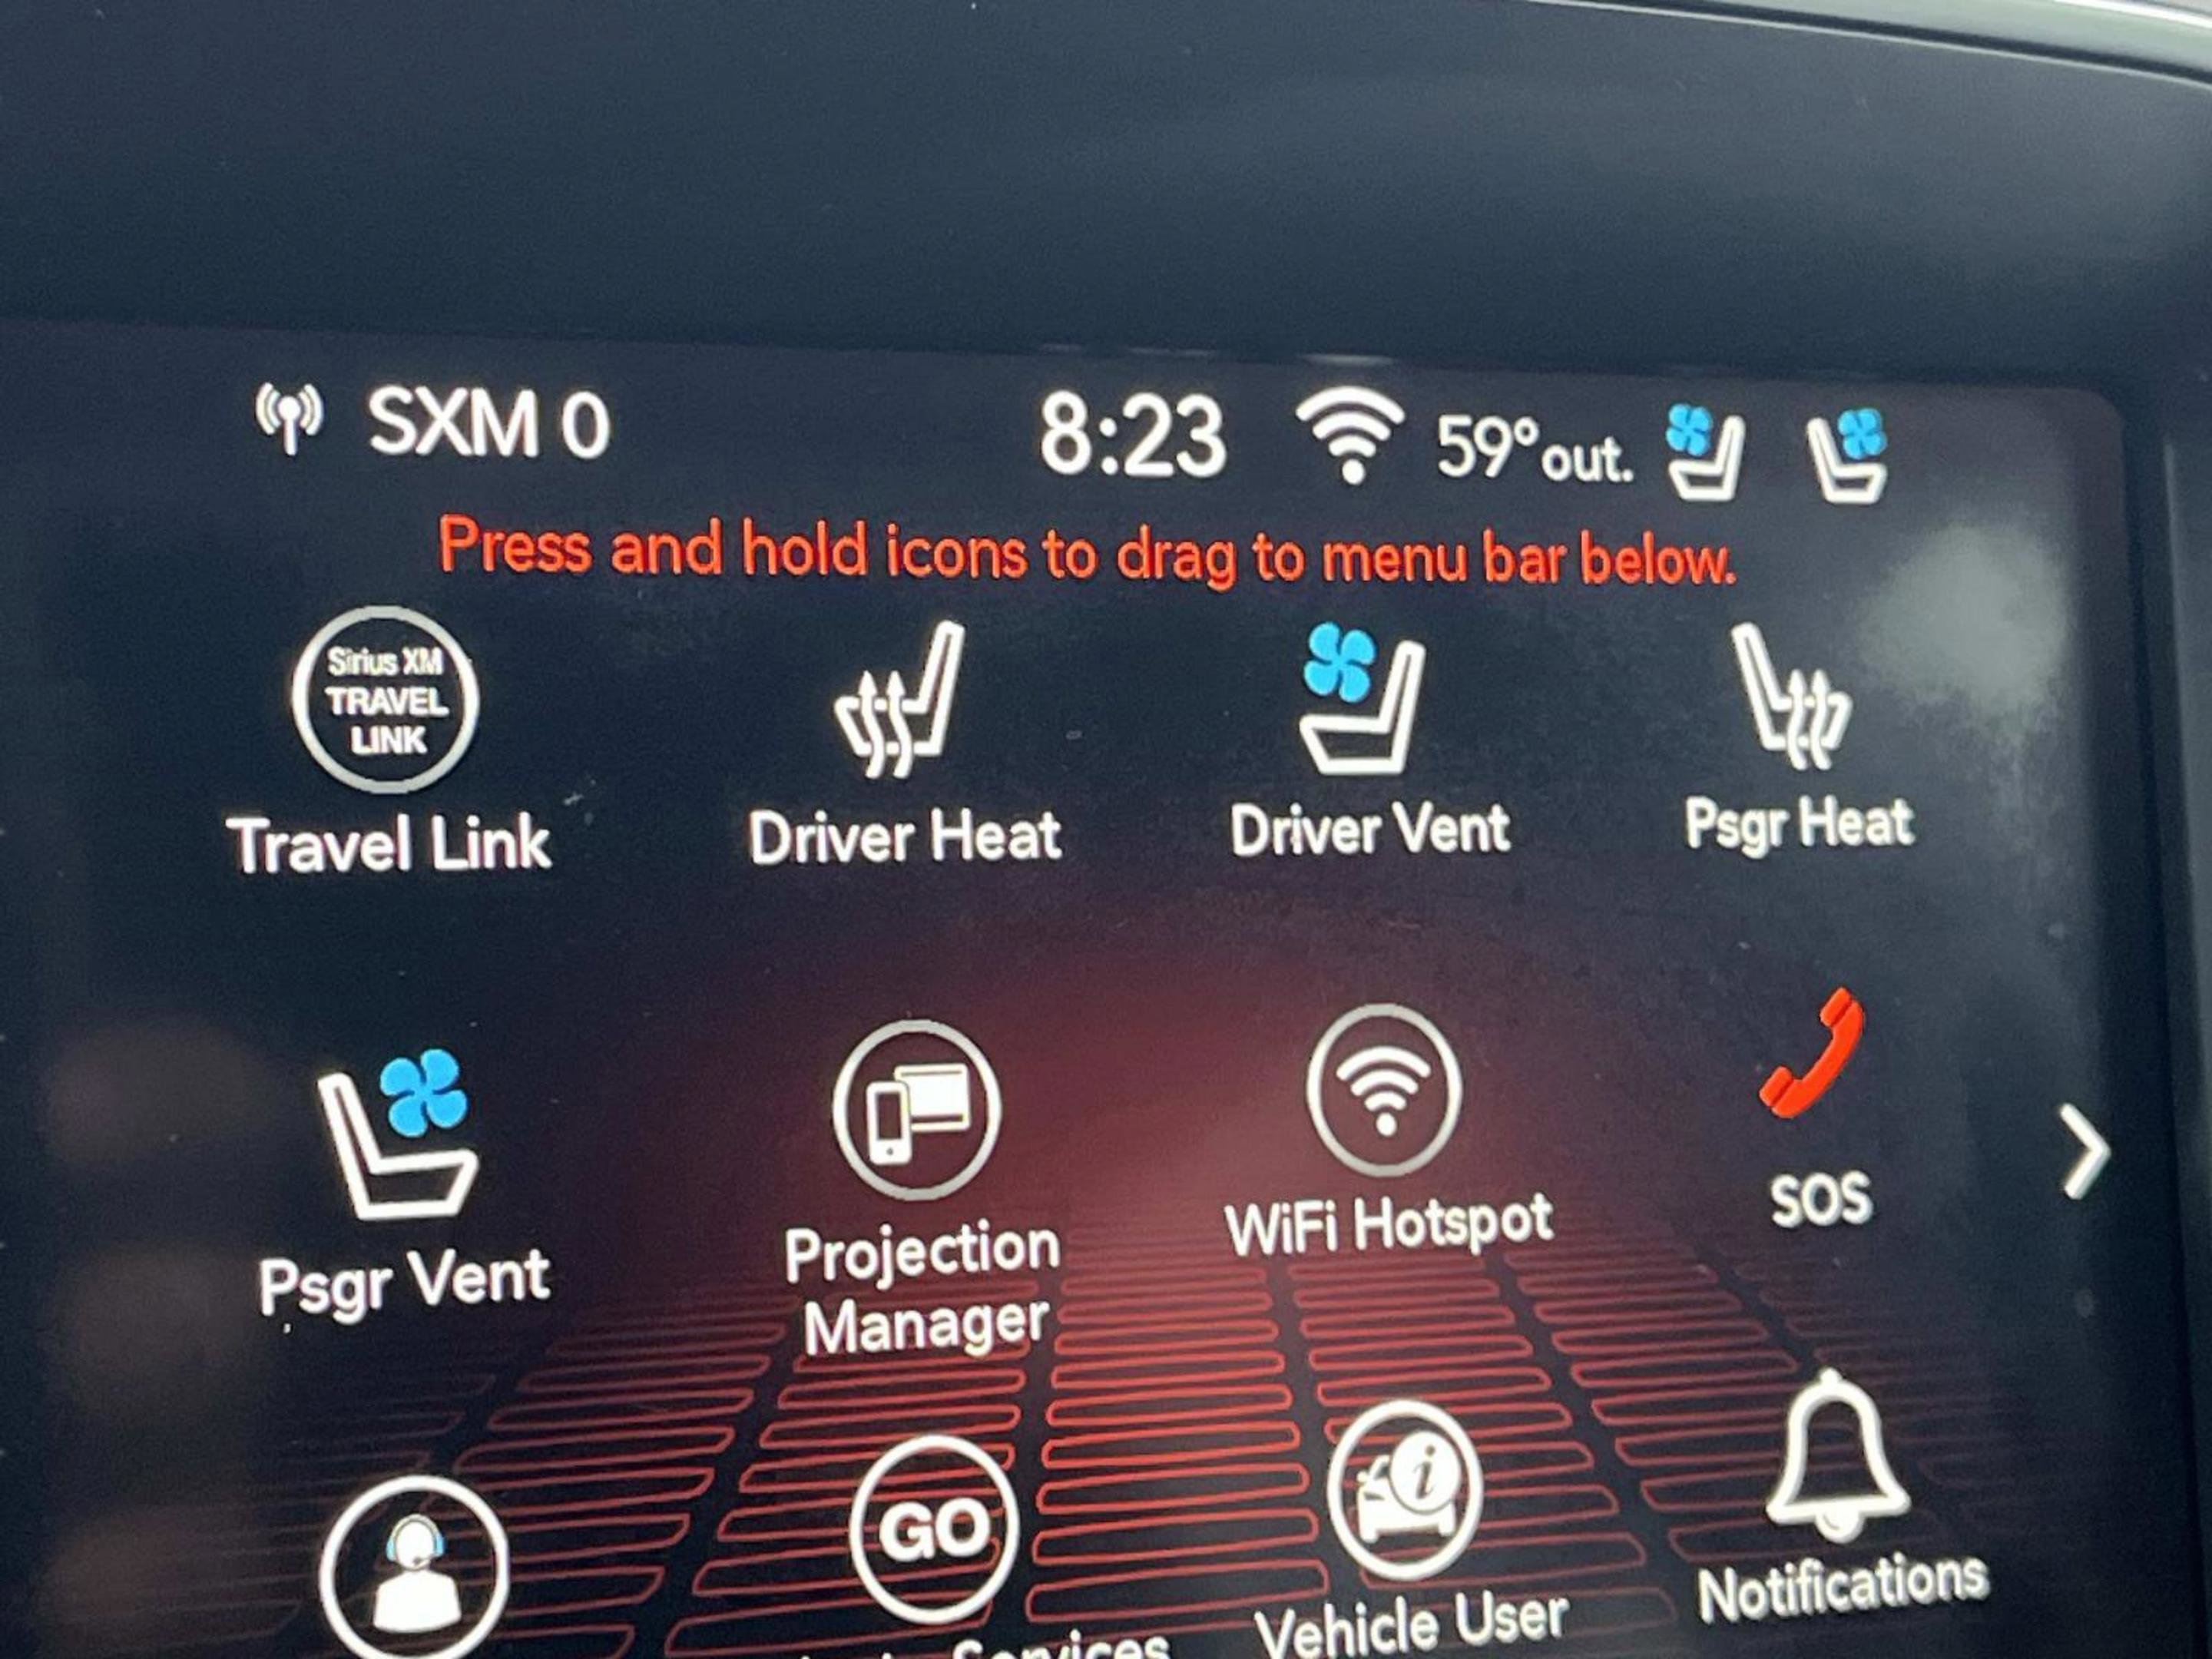 SXM 0 8:23 59° out.
Press and hold icons to drag to menu bar below.
Sirius XM
TRAVEL
LINK
Travel Link
Driver Heat
Driver Vent
Psgr Heat
Psgr Vent
Projection
Manager
WiFi Hotspot
SOS
GO
Services
i
Vehicle User
Notifications